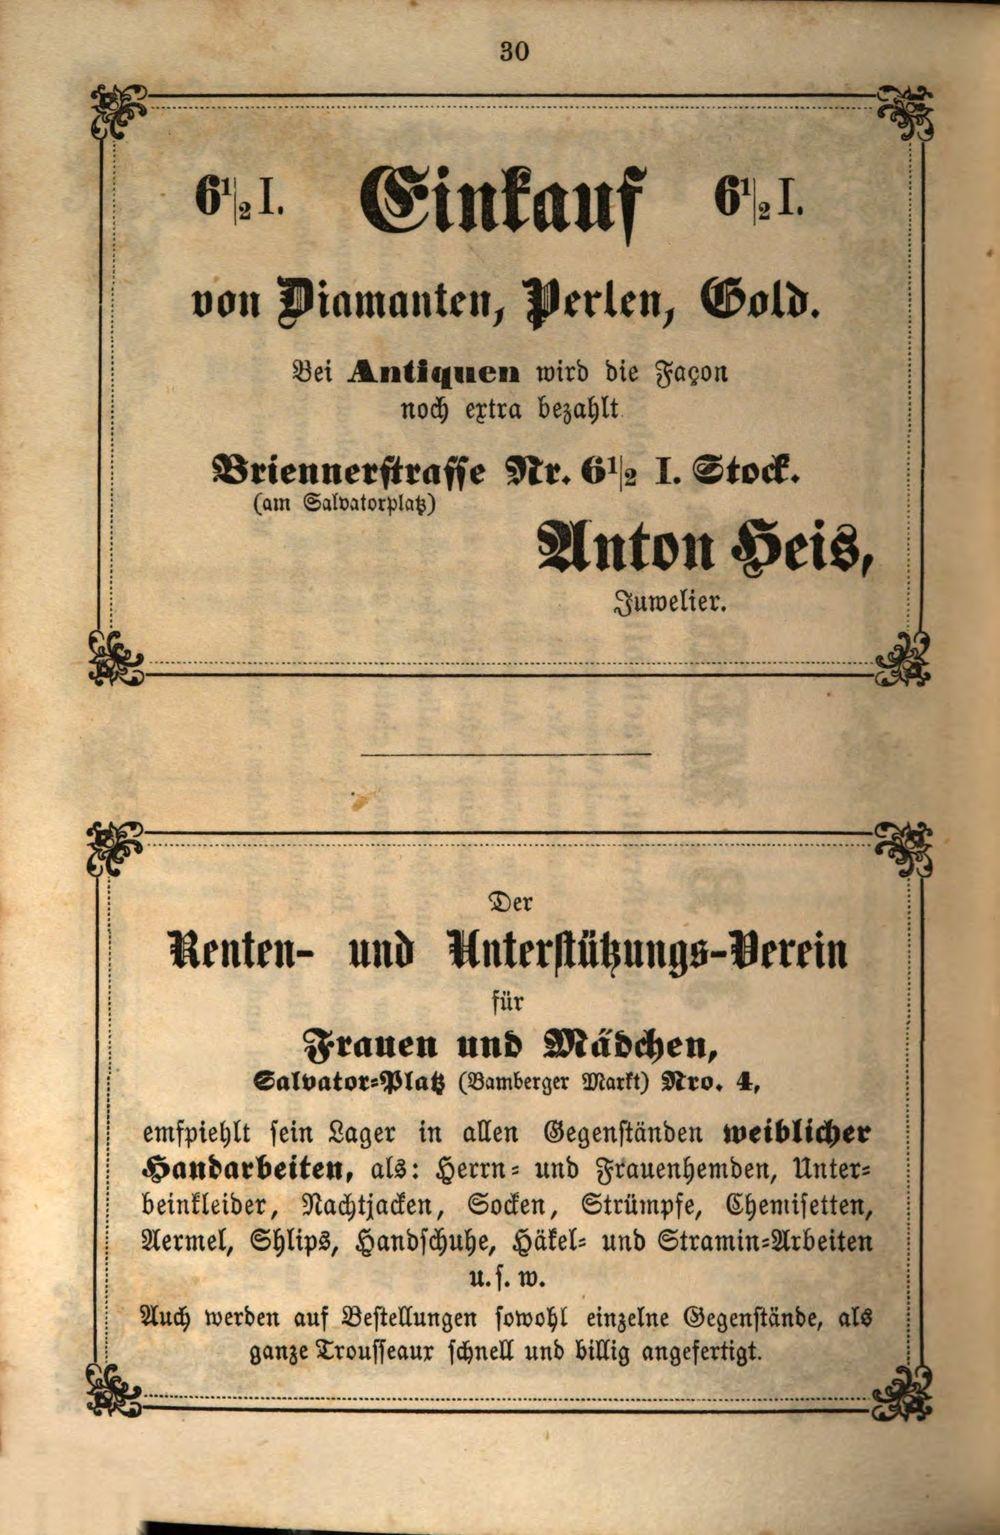 30
6½ I. Einkauf 6½ I.
von Diamanten, Perlen, Gold.
Bei Antiquen wird die Façon
noch extra bezahlt.
Briennerstrasse Nr. 6½ I. Stock.
(am Salvatorplatz)
Anton Heis,
Juwelier.
Der
Renten- und Unterstützungs-Verein
für
Frauen und Mädchen,
Salvator-Platz (Bamberger Markt) Nro. 4,
emfpiehlt sein Lager in allen Gegenständen weiblicher
Handarbeiten, als: Herrn- und Frauenhemden, Unter-
beinkleider, Nachtjacken, Socken, Strümpfe, Chemisetten,
Aermel, Shlips, Handschuhe, Häkel- und Stramin-Arbeiten
u. s. w.
Auch werden auf Bestellungen sowohl einzelne Gegenstände, als
ganze Trousseaux schnell und billig angefertigt.